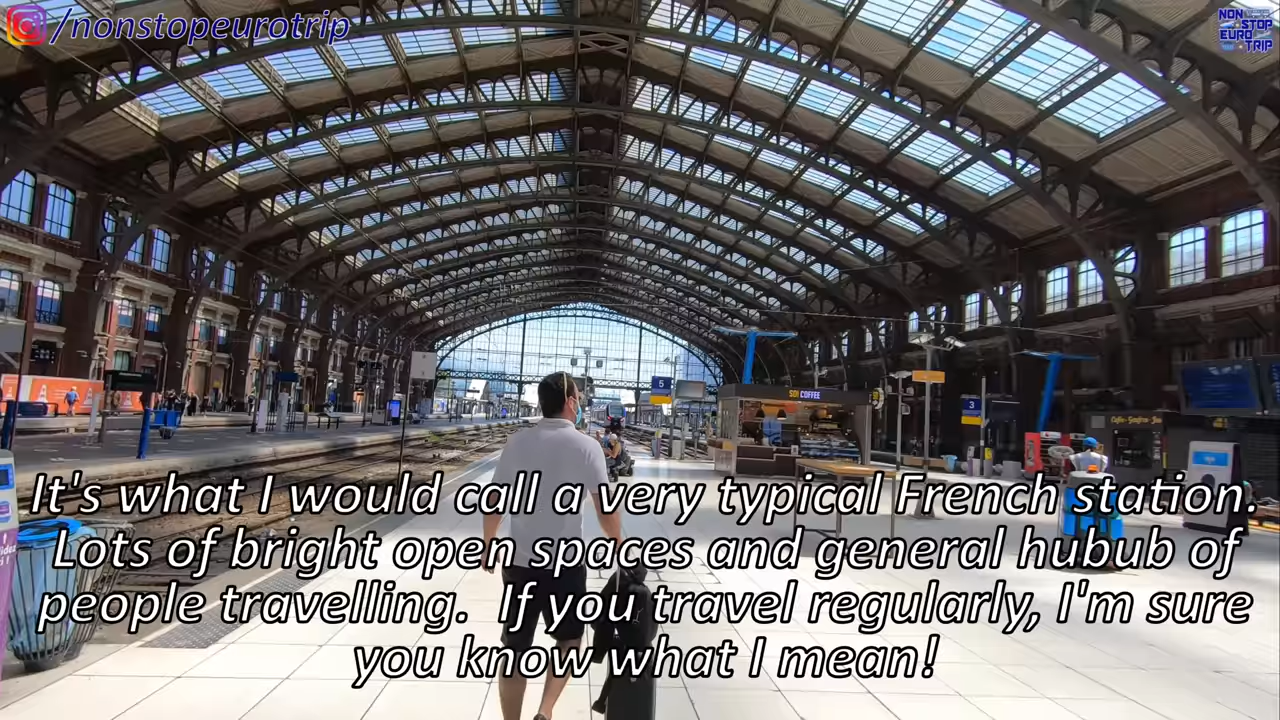 /nonstopeurotrip
NON
STOP
EURO
TRIP
5
SO! COFFEE
3
It's what I would call a very typical French station.
Lots of bright open spaces and general hubub of
people travelling. If you travel regularly, I'm sure
you know what I mean!